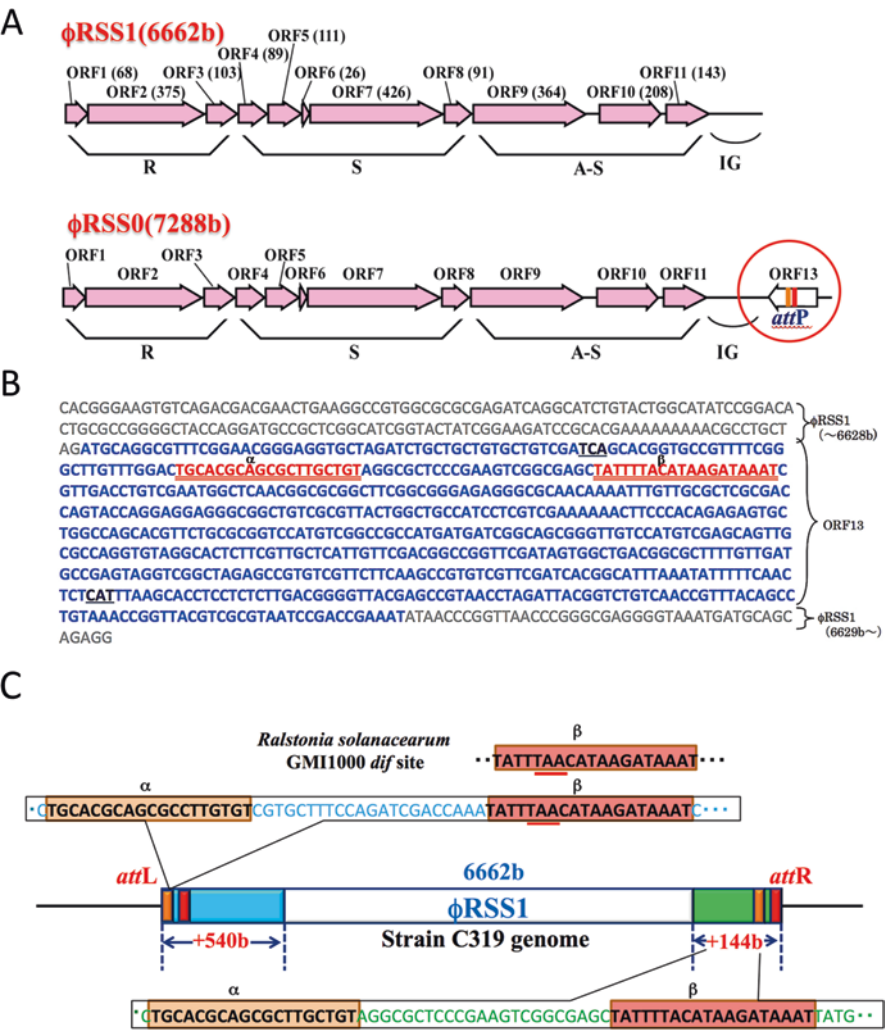 A
ϕRSS1(6662b)
ORF1 (68)
ORF2 (375)
ORF3 (103)
ORF4 (89)
ORF5 (111)
ORF6 (26)
ORF7 (426)
ORF8 (91)
ORF9 (364)
ORF10 (208)
ORF11 (143)
R
S
A-S
IG
ϕRSS0(7288b)
ORF1
ORF2
ORF3
ORF4
ORF5
ORF6
ORF7
ORF8
ORF9
ORF10
ORF11
ORF13
attP
R
S
A-S
IG
B
CACGGGAAGTGTCAGACGACGAACTGAAGGCCGTGGCGCGCGAGATCAGGCATCTGTACTGGCATATCCGGACA
CTGCGCCGGGGCTACCAGGATGCCGCTCGGCATCGGTACTATCGGAAGATCCGCACGAAAAAAAAAACGCCTGCT
AGATGCAGGCGTTTCGGAACGGGAGGTGCTAGATCTGCTGCTGTGCTGTCGATCAGCACGGTGCCGTTTTCGG
α
β
GCTTGTTTGGACTGCACGCAGCGCTTGCTGTAGGCGCTCCCGAAGTCGGCGAGCTATTTTACATAAGATAAATC
GTTGACCTGTCGAATGGCTCAACGGCGCGGCTTCGGCGGGAGAGGGCGCAACAAAATTTGTTGCGCTCGCGAC
CAGTACCAGGAGGAGGGCGGCTGTCGCGTTACTGGCTGCCATCCTCGTCGAAAAAACTTCCCACAGAGAGTGC
TGGCCAGCACGTTCTGCGCGGTCCATGTCGGCCGCCATGATGATCGGCAGCGGGTTGTCCATGTCGAGCAGTTG
CGCCAGGTGTAGGCACTCTTCGTTGCTCATTGTTCGACGGCCGGTTCGATAGTGGCTGACGGCGCTTTTGTTGAT
GCCGAGTAGGTCGGCTAGAGCCGTGTCGTTCTTCAAGCCGTGTCGTTCGATCACGGCATTTAAATATTTTTCAAC
TCTCATTTAAGCACCTCCTCTCTTGACGGGGTTACGAGCCGTAACCTAGATTACGGTCTGTCAACCGTTTACAGCC
TGTAAACCGGTTACGTCGCGTAATCCGACCGAAATATAACCCGGTTAACCCGGGCGAGGGGTAAATGATGCAGC
AGAGG
ϕRSS1
(〜6628b)
ORF13
ϕRSS1
(6629b〜)
C
Ralstonia solanacearum
GMI1000 dif site
β
··TATTTAACATAAGATAAAT···
α
β
·CTGCACGCAGCGCCTTGTGTCGTGCTTTCCAGATCGACCAAATATTTAACATAAGATAAATC···
attL
6662b
attR
ϕRSS1
+540b
Strain C319 genome
+144b
α
β
·CTGCACGCAGCGCTTGCTGTAGGCGCTCCCGAAGTCGGCGAGCTATTTTACATAAGATAAATTATG··